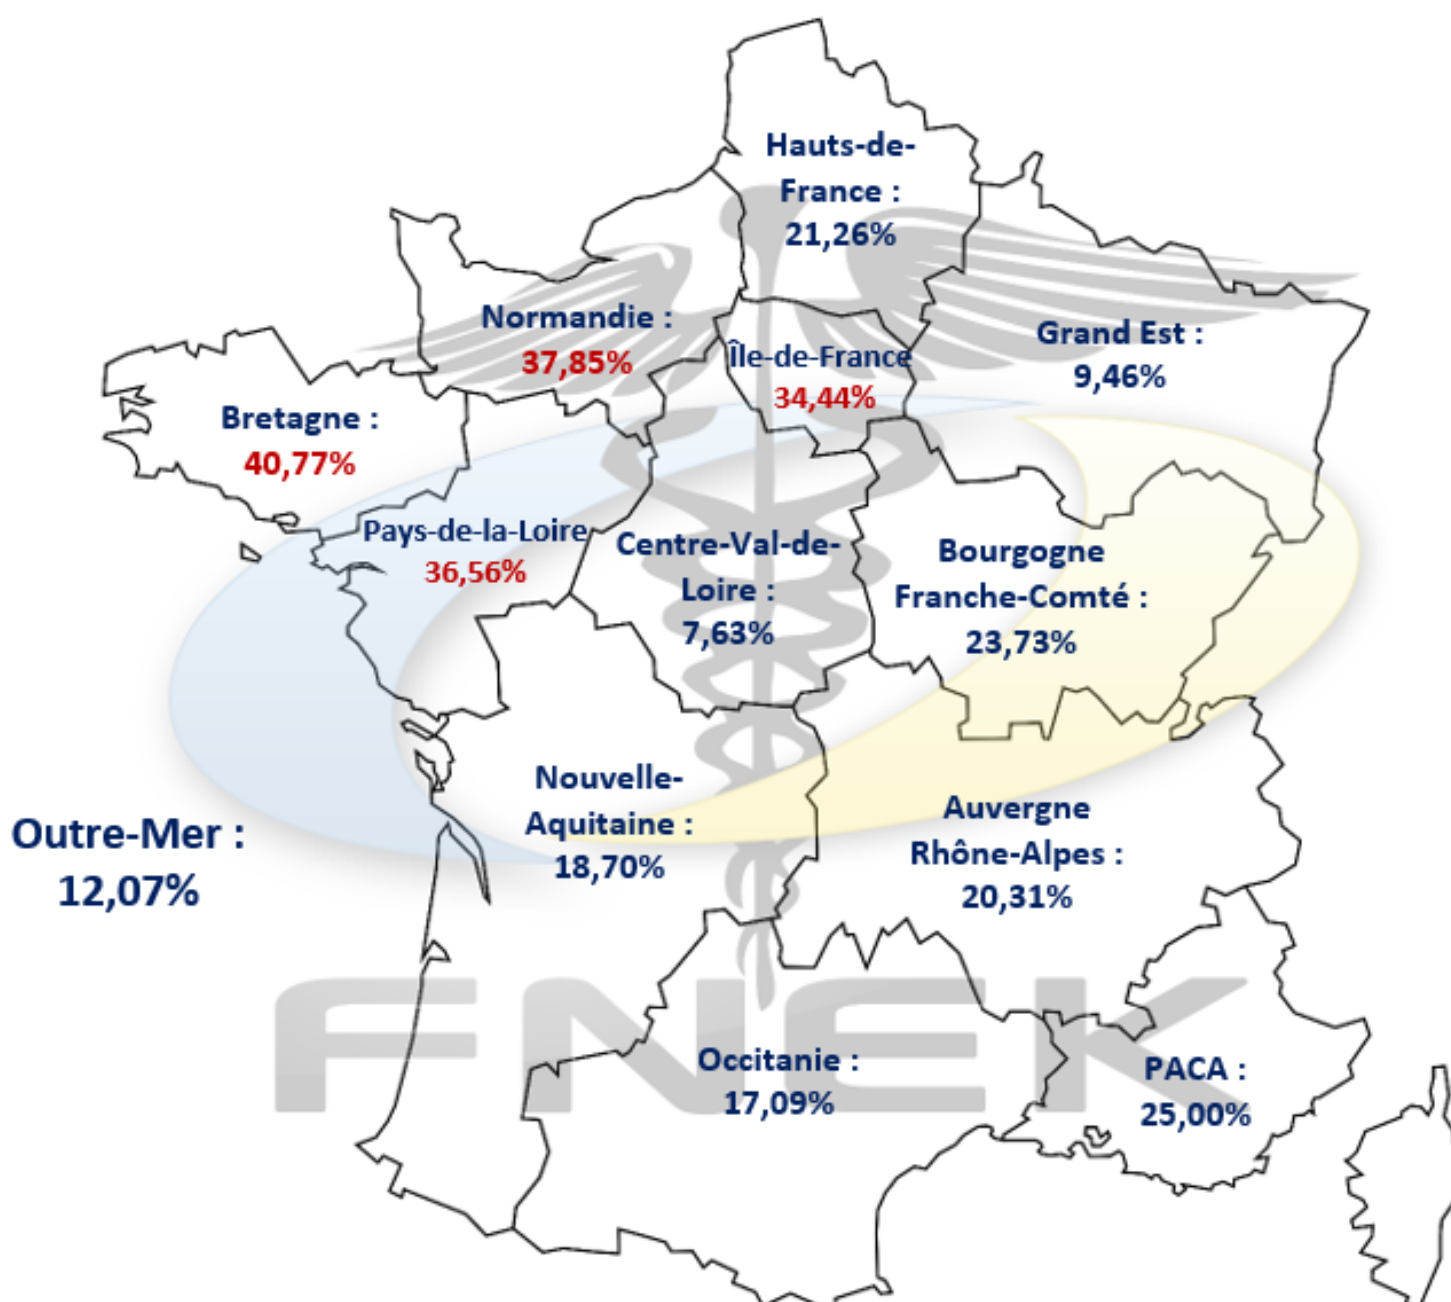 Hauts-de-
France :
21,26%
Normandie :
37,85%
Île-de-France
34,44%
Grand Est :
9,46%
Bretagne :
40,77%
Pays-de-la-Loire
36,56%
Centre-Val-de-
Loire :
7,63%
Bourgogne
Franche-Comté :
23,73%
Nouvelle-
Aquitaine :
18,70%
Auvergne
Rhône-Alpes :
20,31%
Outre-Mer :
12,07%
Occitanie :
17,09%
PACA :
25,00%
FNEK